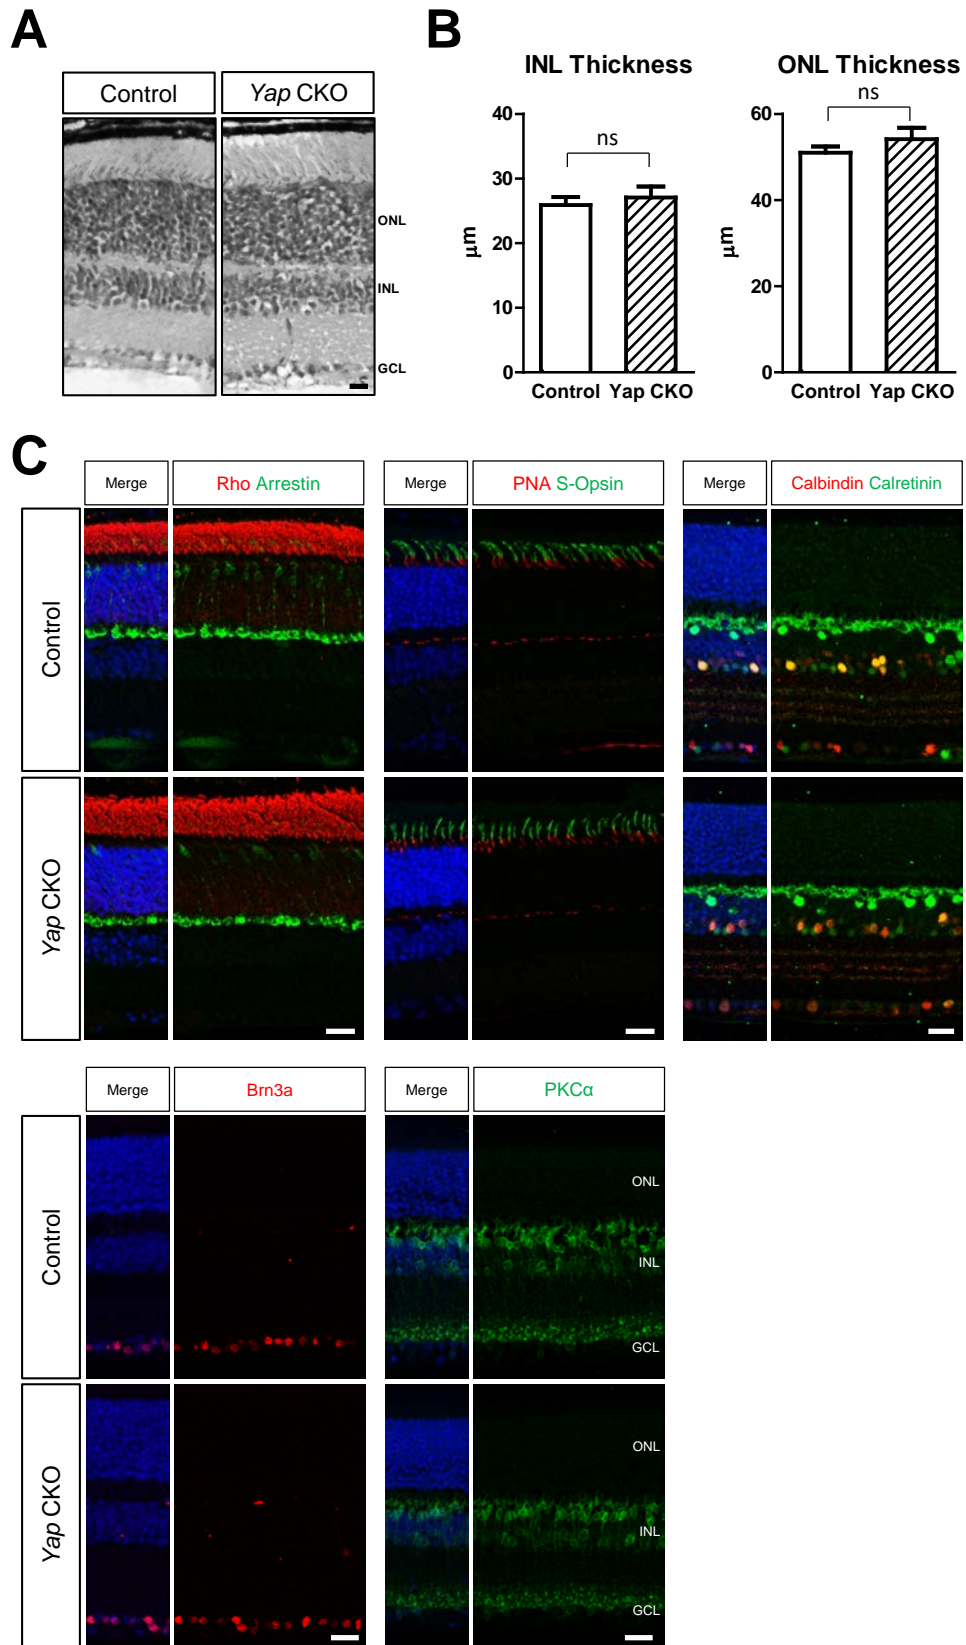 A
Control
Yap CKO
ONL
INL
GCL
B
INL Thickness
40
30
20
10
0
µm
ns
Control Yap CKO
ONL Thickness
60
40
20
0
µm
ns
Control Yap CKO
C
Merge
Rho Arrestin
Merge
PNA S-Opsin
Merge
Calbindin Calretinin
Control
Yap CKO
Merge
Brn3a
Merge
PKCα
Control
ONL
INL
GCL
Yap CKO
ONL
INL
GCL